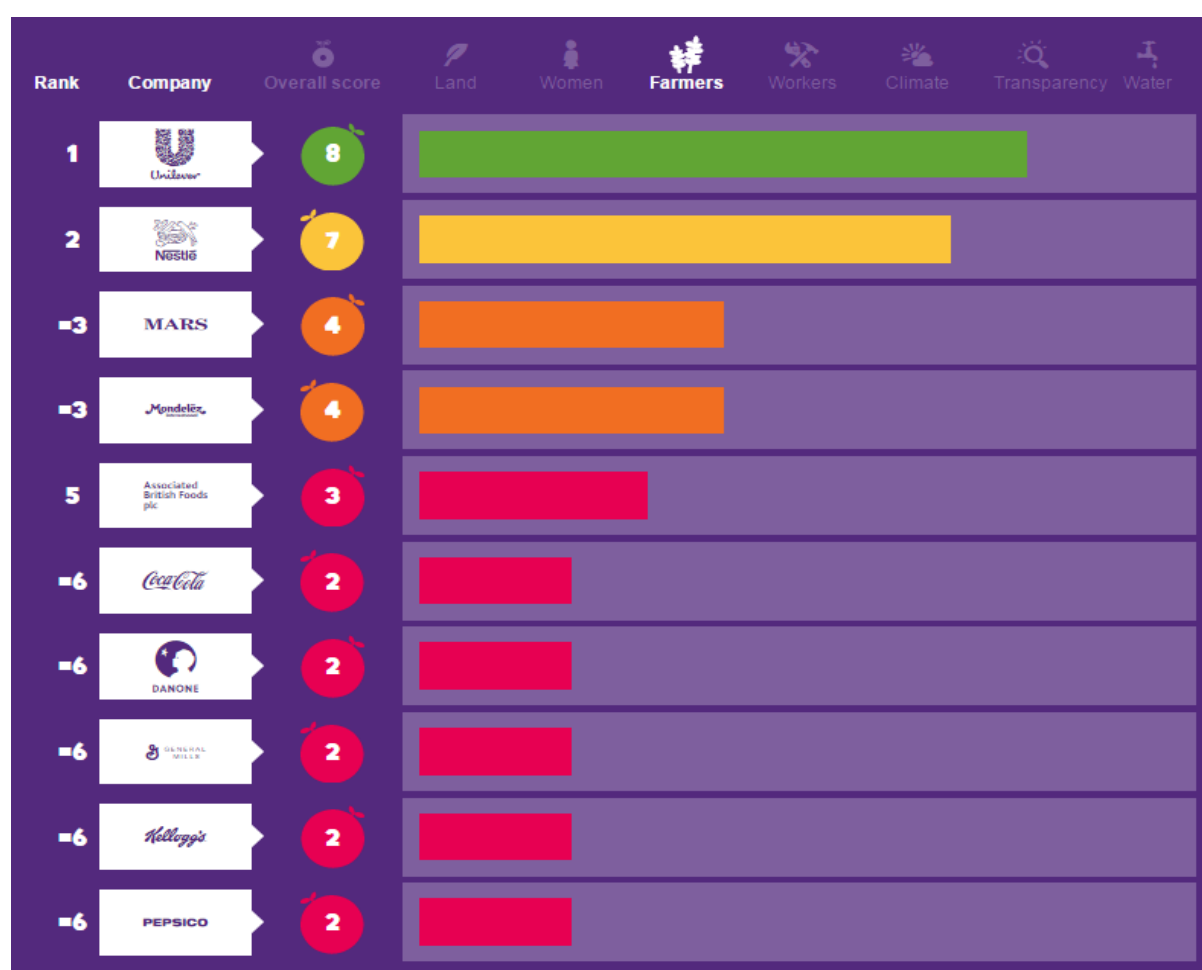 Rank Company Overall score Land Women Farmers Workers Climate Transparency Water
1 Unilever 8
2 Nestlē 7
=3 MARS 4
=3 Mondelēz, International 4
5 Associated British Foods plc 3
=6 Coca-Cola 2
=6 DANONE 2
=6 G GENERAL MILLS 2
=6 Kellogg's 2
=6 PEPSICO 2